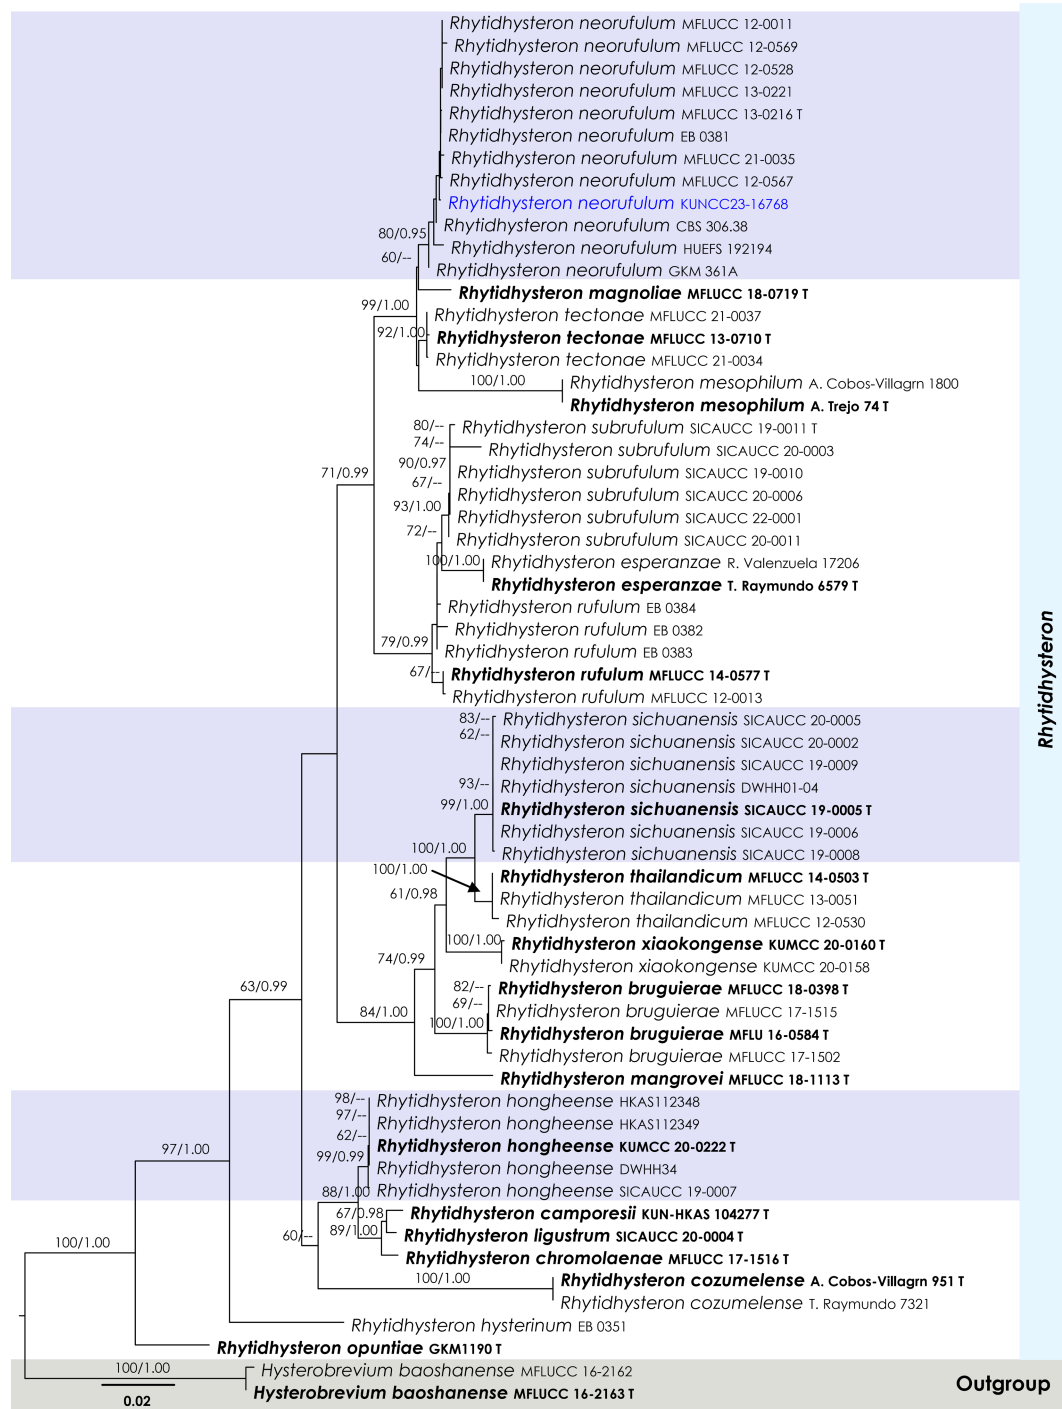 Rhytidhysteron neorufulum MFLUCC 12-0011
Rhytidhysteron neorufulum MFLUCC 12-0569
Rhytidhysteron neorufulum MFLUCC 12-0528
Rhytidhysteron neorufulum MFLUCC 13-0221
Rhytidhysteron neorufulum MFLUCC 13-0216 T
Rhytidhysteron neorufulum EB 0381
Rhytidhysteron neorufulum MFLUCC 21-0035
Rhytidhysteron neorufulum MFLUCC 12-0567
Rhytidhysteron neorufulum KUNCC23-16768
Rhytidhysteron neorufulum CBS 306.38
80/0.95
Rhytidhysteron neorufulum HUEFS 192194
60/--
Rhytidhysteron neorufulum GKM 361A
Rhytidhysteron magnoliae MFLUCC 18-0719 T
99/1.00
Rhytidhysteron tectonae MFLUCC 21-0037
92/1.00
Rhytidhysteron tectonae MFLUCC 13-0710 T
Rhytidhysteron tectonae MFLUCC 21-0034
100/1.00
Rhytidhysteron mesophilum A. Cobos-Villagrn 1800
Rhytidhysteron mesophilum A. Trejo 74 T
80/--
Rhytidhysteron subrufulum SICAUCC 19-0011 T
74/--
Rhytidhysteron subrufulum SICAUCC 20-0003
90/0.97
71/0.99
Rhytidhysteron subrufulum SICAUCC 19-0010
67/--
Rhytidhysteron subrufulum SICAUCC 20-0006
93/1.00
Rhytidhysteron subrufulum SICAUCC 22-0001
72/--
Rhytidhysteron subrufulum SICAUCC 20-0011
100/1.00
Rhytidhysteron esperanzae R. Valenzuela 17206
Rhytidhysteron esperanzae T. Raymundo 6579 T
Rhytidhysteron rufulum EB 0384
Rhytidhysteron rufulum EB 0382
79/0.99
Rhytidhysteron rufulum EB 0383
67/--
Rhytidhysteron rufulum MFLUCC 14-0577 T
Rhytidhysteron rufulum MFLUCC 12-0013
Rhytidhysteron
83/--
Rhytidhysteron sichuanensis SICAUCC 20-0005
62/--
Rhytidhysteron sichuanensis SICAUCC 20-0002
Rhytidhysteron sichuanensis SICAUCC 19-0009
93/--
Rhytidhysteron sichuanensis DWHH01-04
99/1.00
Rhytidhysteron sichuanensis SICAUCC 19-0005 T
Rhytidhysteron sichuanensis SICAUCC 19-0006
100/1.00
Rhytidhysteron sichuanensis SICAUCC 19-0008
100/1.00
Rhytidhysteron thailandicum MFLUCC 14-0503 T
61/0.98
Rhytidhysteron thailandicum MFLUCC 13-0051
Rhytidhysteron thailandicum MFLUCC 12-0530
100/1.00
Rhytidhysteron xiaokongense KUMCC 20-0160 T
74/0.99
Rhytidhysteron xiaokongense KUMCC 20-0158
63/0.99
82/--
Rhytidhysteron bruguierae MFLUCC 18-0398 T
69/--
84/1.00
Rhytidhysteron bruguierae MFLUCC 17-1515
100/1.00
Rhytidhysteron bruguierae MFLU 16-0584 T
Rhytidhysteron bruguierae MFLUCC 17-1502
Rhytidhysteron mangrovei MFLUCC 18-1113 T
98/--
Rhytidhysteron hongheense HKAS112348
97/--
Rhytidhysteron hongheense HKAS112349
62/--
97/1.00
Rhytidhysteron hongheense KUMCC 20-0222 T
99/0.99
Rhytidhysteron hongheense DWHH34
88/1.00
Rhytidhysteron hongheense SICAUCC 19-0007
67/0.98
Rhytidhysteron camporesii KUN-HKAS 104277 T
89/1.00
60/--
100/1.00
Rhytidhysteron ligustrum SICAUCC 20-0004 T
Rhytidhysteron chromolaenae MFLUCC 17-1516 T
100/1.00
Rhytidhysteron cozumelense A. Cobos-Villagrn 951 T
Rhytidhysteron cozumelense T. Raymundo 7321
Rhytidhysteron hysterinum EB 0351
Rhytidhysteron opuntiae GKM1190 T
100/1.00
Hysterobrevium baoshanense MFLUCC 16-2162
Hysterobrevium baoshanense MFLUCC 16-2163 T
Outgroup
0.02